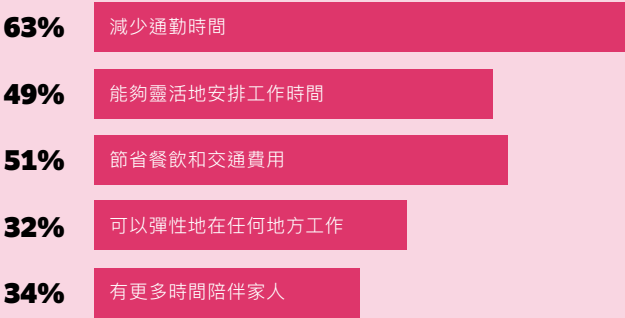 63% 減少通勤時間
49% 能夠靈活地安排工作時間
51% 節省餐飲和交通費用
32% 可以彈性地在任何地方工作
34% 有更多時間陪伴家人